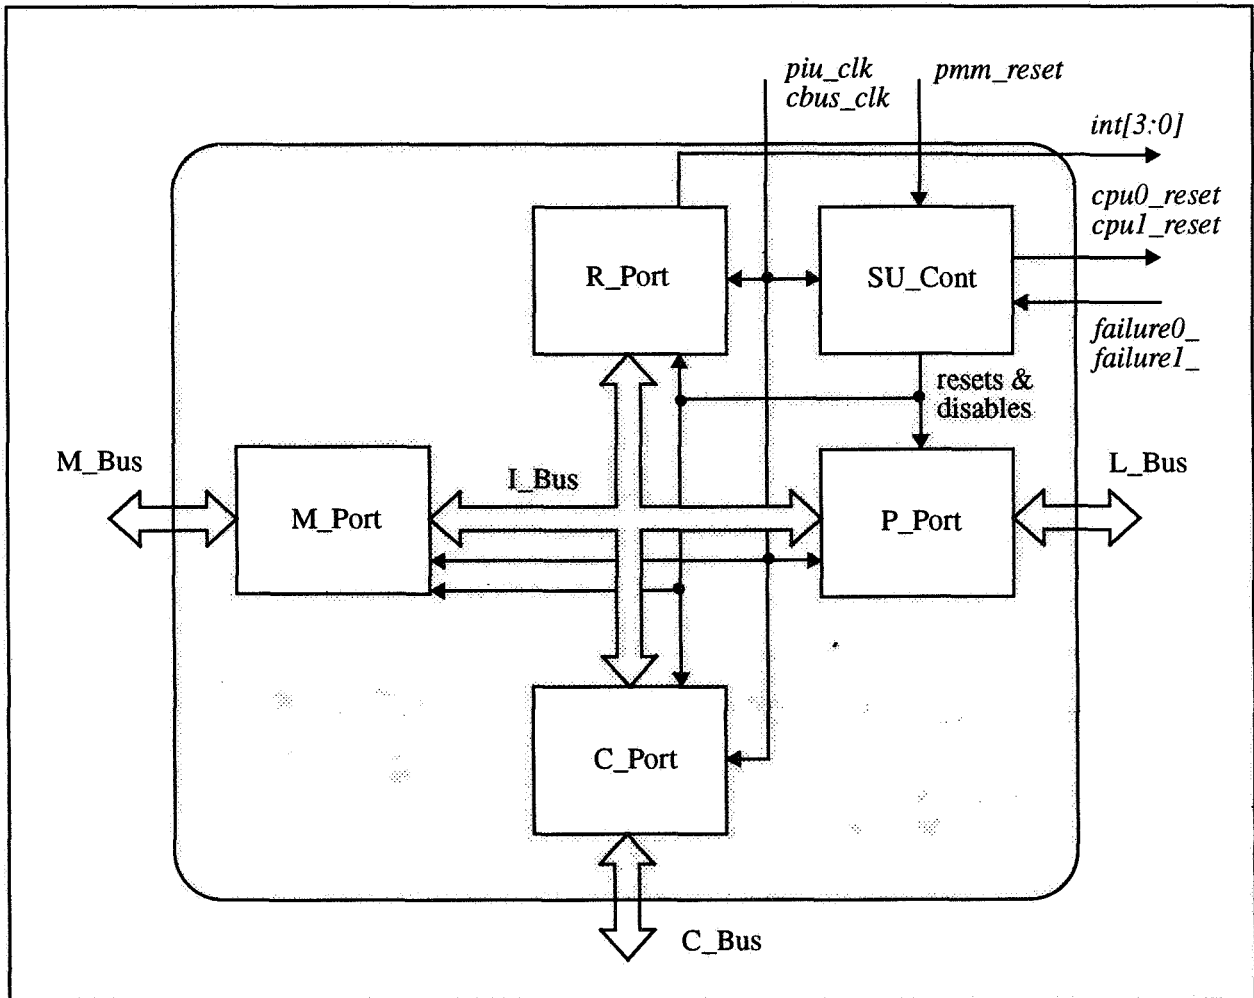 piu_clk
cbus_clk
pmm_reset
int[3:0]
cpu0_reset
cpu1_reset
R_Port
SU_Cont
failure0_
failure1_
resets &
disables
M_Bus
I_Bus
L_Bus
M_Port
P_Port
C_Port
C_Bus